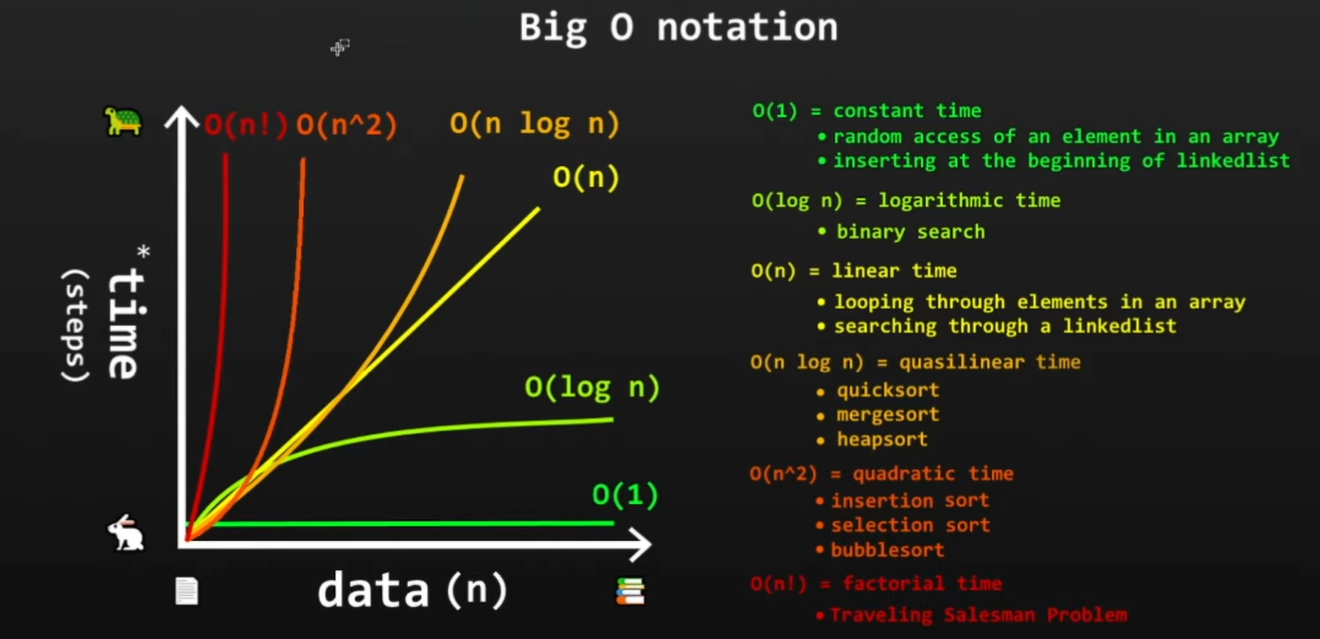 Big O notation
O(n!) O(n^2) O(n log n)
O(n)
O(log n)
O(1)
*time
(steps)
data (n)
O(1) = constant time
• random access of an element in an array
• inserting at the beginning of linkedlist
O(log n) = logarithmic time
• binary search
O(n) = linear time
• looping through elements in an array
• searching through a linkedlist
O(n log n) = quasilinear time
• quicksort
• mergesort
• heapsort
O(n^2) = quadratic time
• insertion sort
• selection sort
• bubblesort
O(n!) = factorial time
• Traveling Salesman Problem